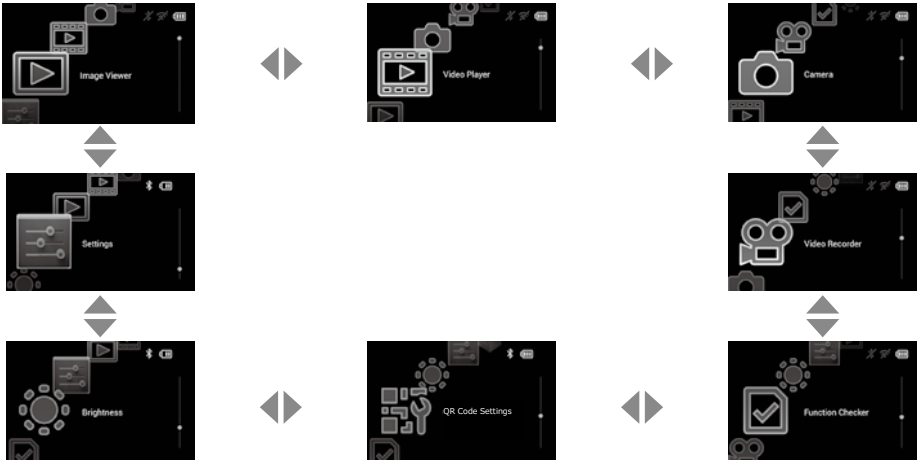 Image Viewer
Video Player
Camera
Settings
Video Recorder
Brightness
QR Code Settings
Function Checker